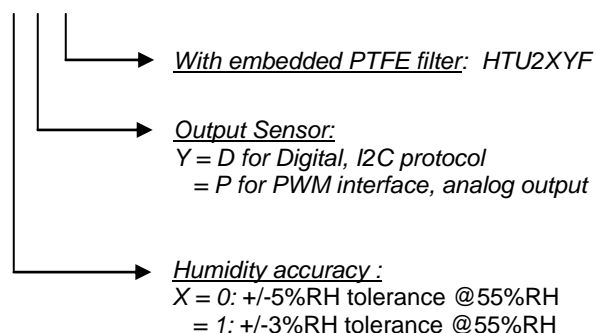 With embedded PTFE filter: HTU2XYF
Output Sensor:
Y = D for Digital, I2C protocol
= P for PWM interface, analog output
Humidity accuracy :
X = 0: +/-5%RH tolerance @55%RH
= 1: +/-3%RH tolerance @55%RH